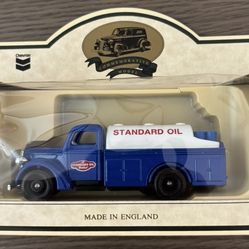 Chevron
COMMEMORATIVE
MODEL
STANDARD OIL
MADE IN ENGLAND